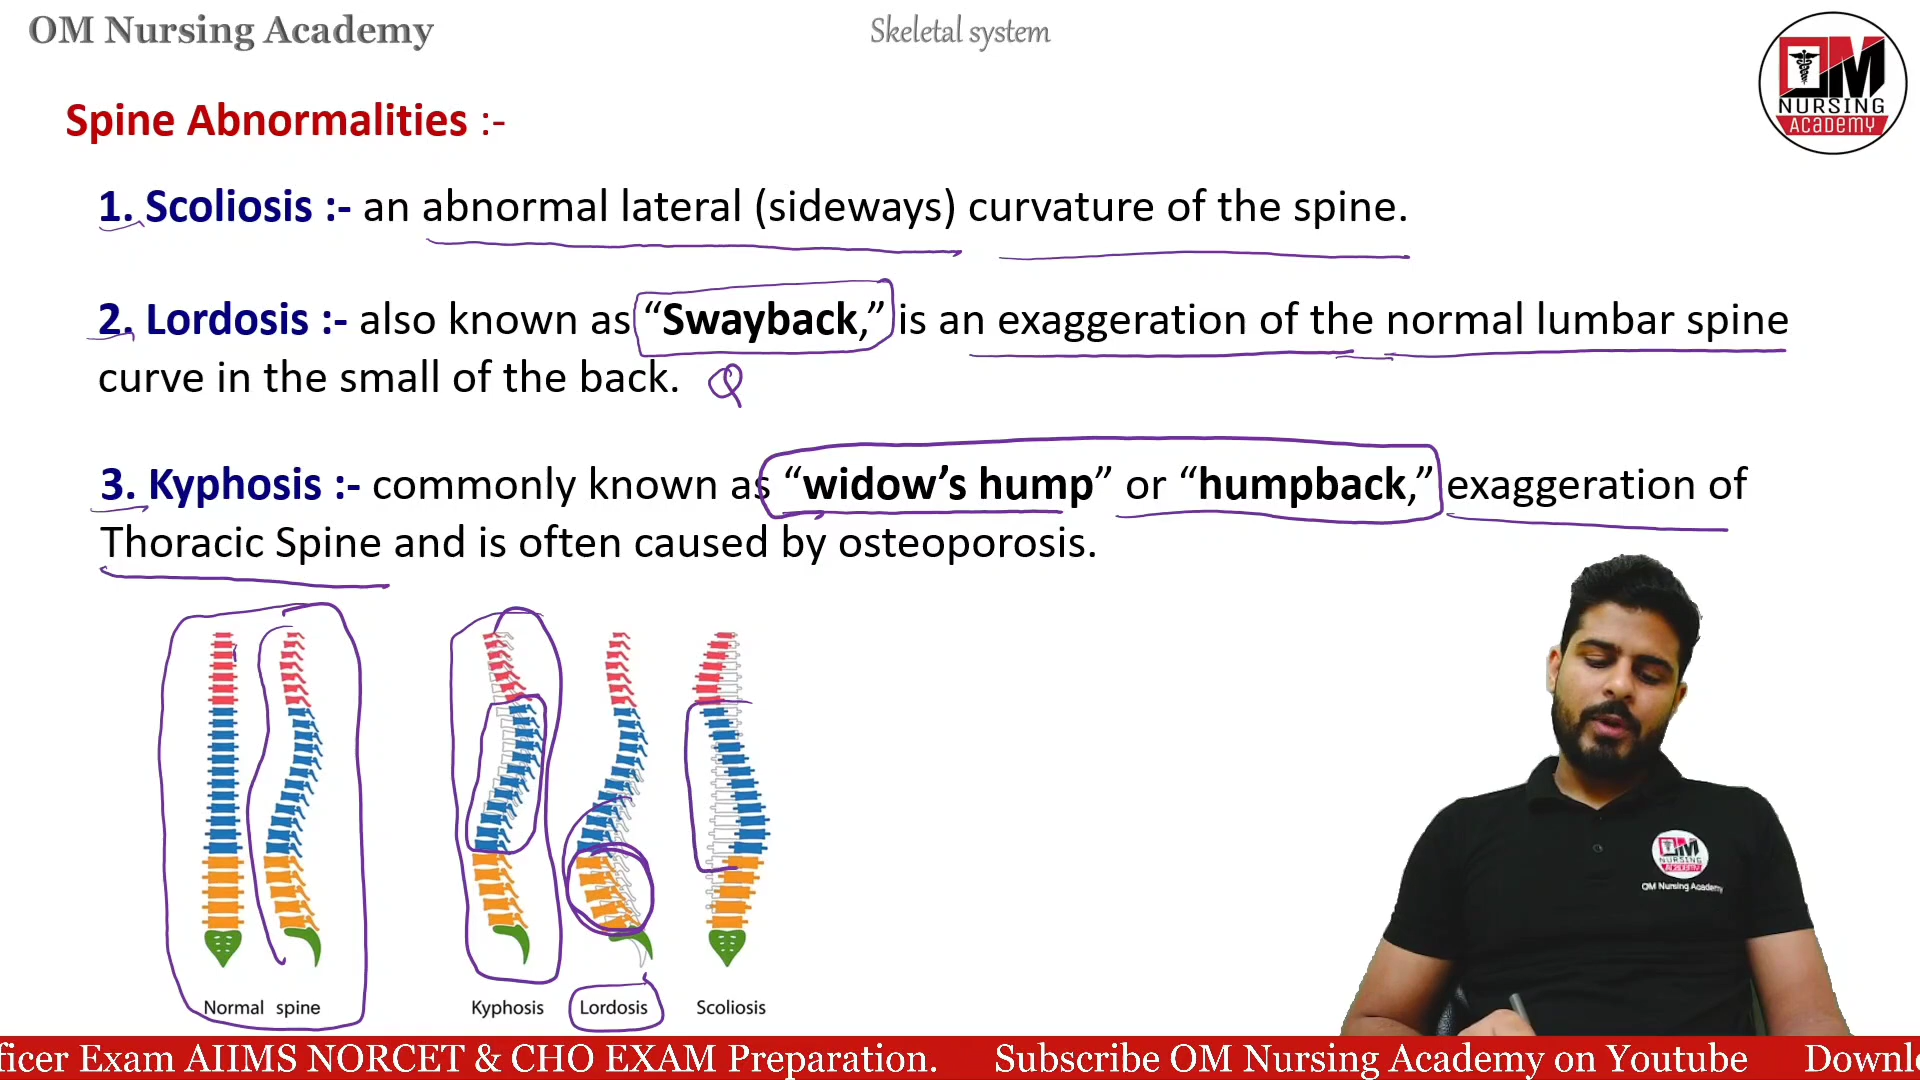 OM Nursing Academy
Skeletal system
OM
NURSING
ACADEMY
Spine Abnormalities :-
1. Scoliosis :- an abnormal lateral (sideways) curvature of the spine.
2. Lordosis :- also known as “Swayback,” is an exaggeration of the normal lumbar spine
curve in the small of the back.
Q
3. Kyphosis :- commonly known as “widow’s hump” or “humpback,” exaggeration of
Thoracic Spine and is often caused by osteoporosis.
OM
NURSING
ACADEMY
OM Nursing Academy
Normal spine
Kyphosis
Lordosis
Scoliosis
ficer Exam AIIMS NORCET & CHO EXAM Preparation. Subscribe OM Nursing Academy on Youtube Downl